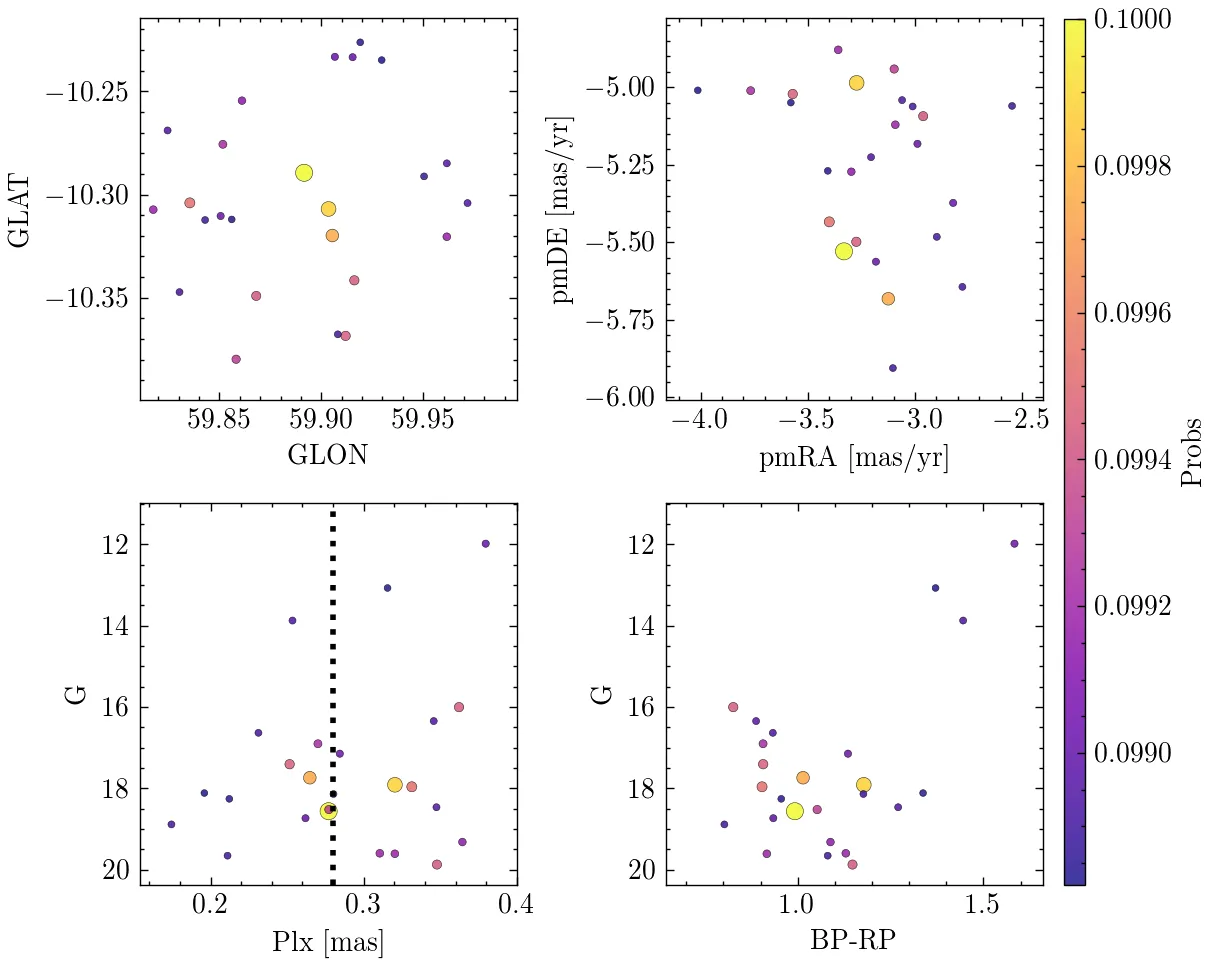 −10.25
−10.30
−10.35
GLAT
59.85 59.90 59.95
GLON
−5.00
−5.25
−5.50
−5.75
−6.00
pmDE [mas/yr]
−4.0 −3.5 −3.0 −2.5
pmRA [mas/yr]
0.1000
0.0998
0.0996
0.0994
0.0992
0.0990
Probs
12
14
16
18
20
G
0.2 0.3 0.4
Plx [mas]
12
14
16
18
20
G
1.0 1.5
BP-RP